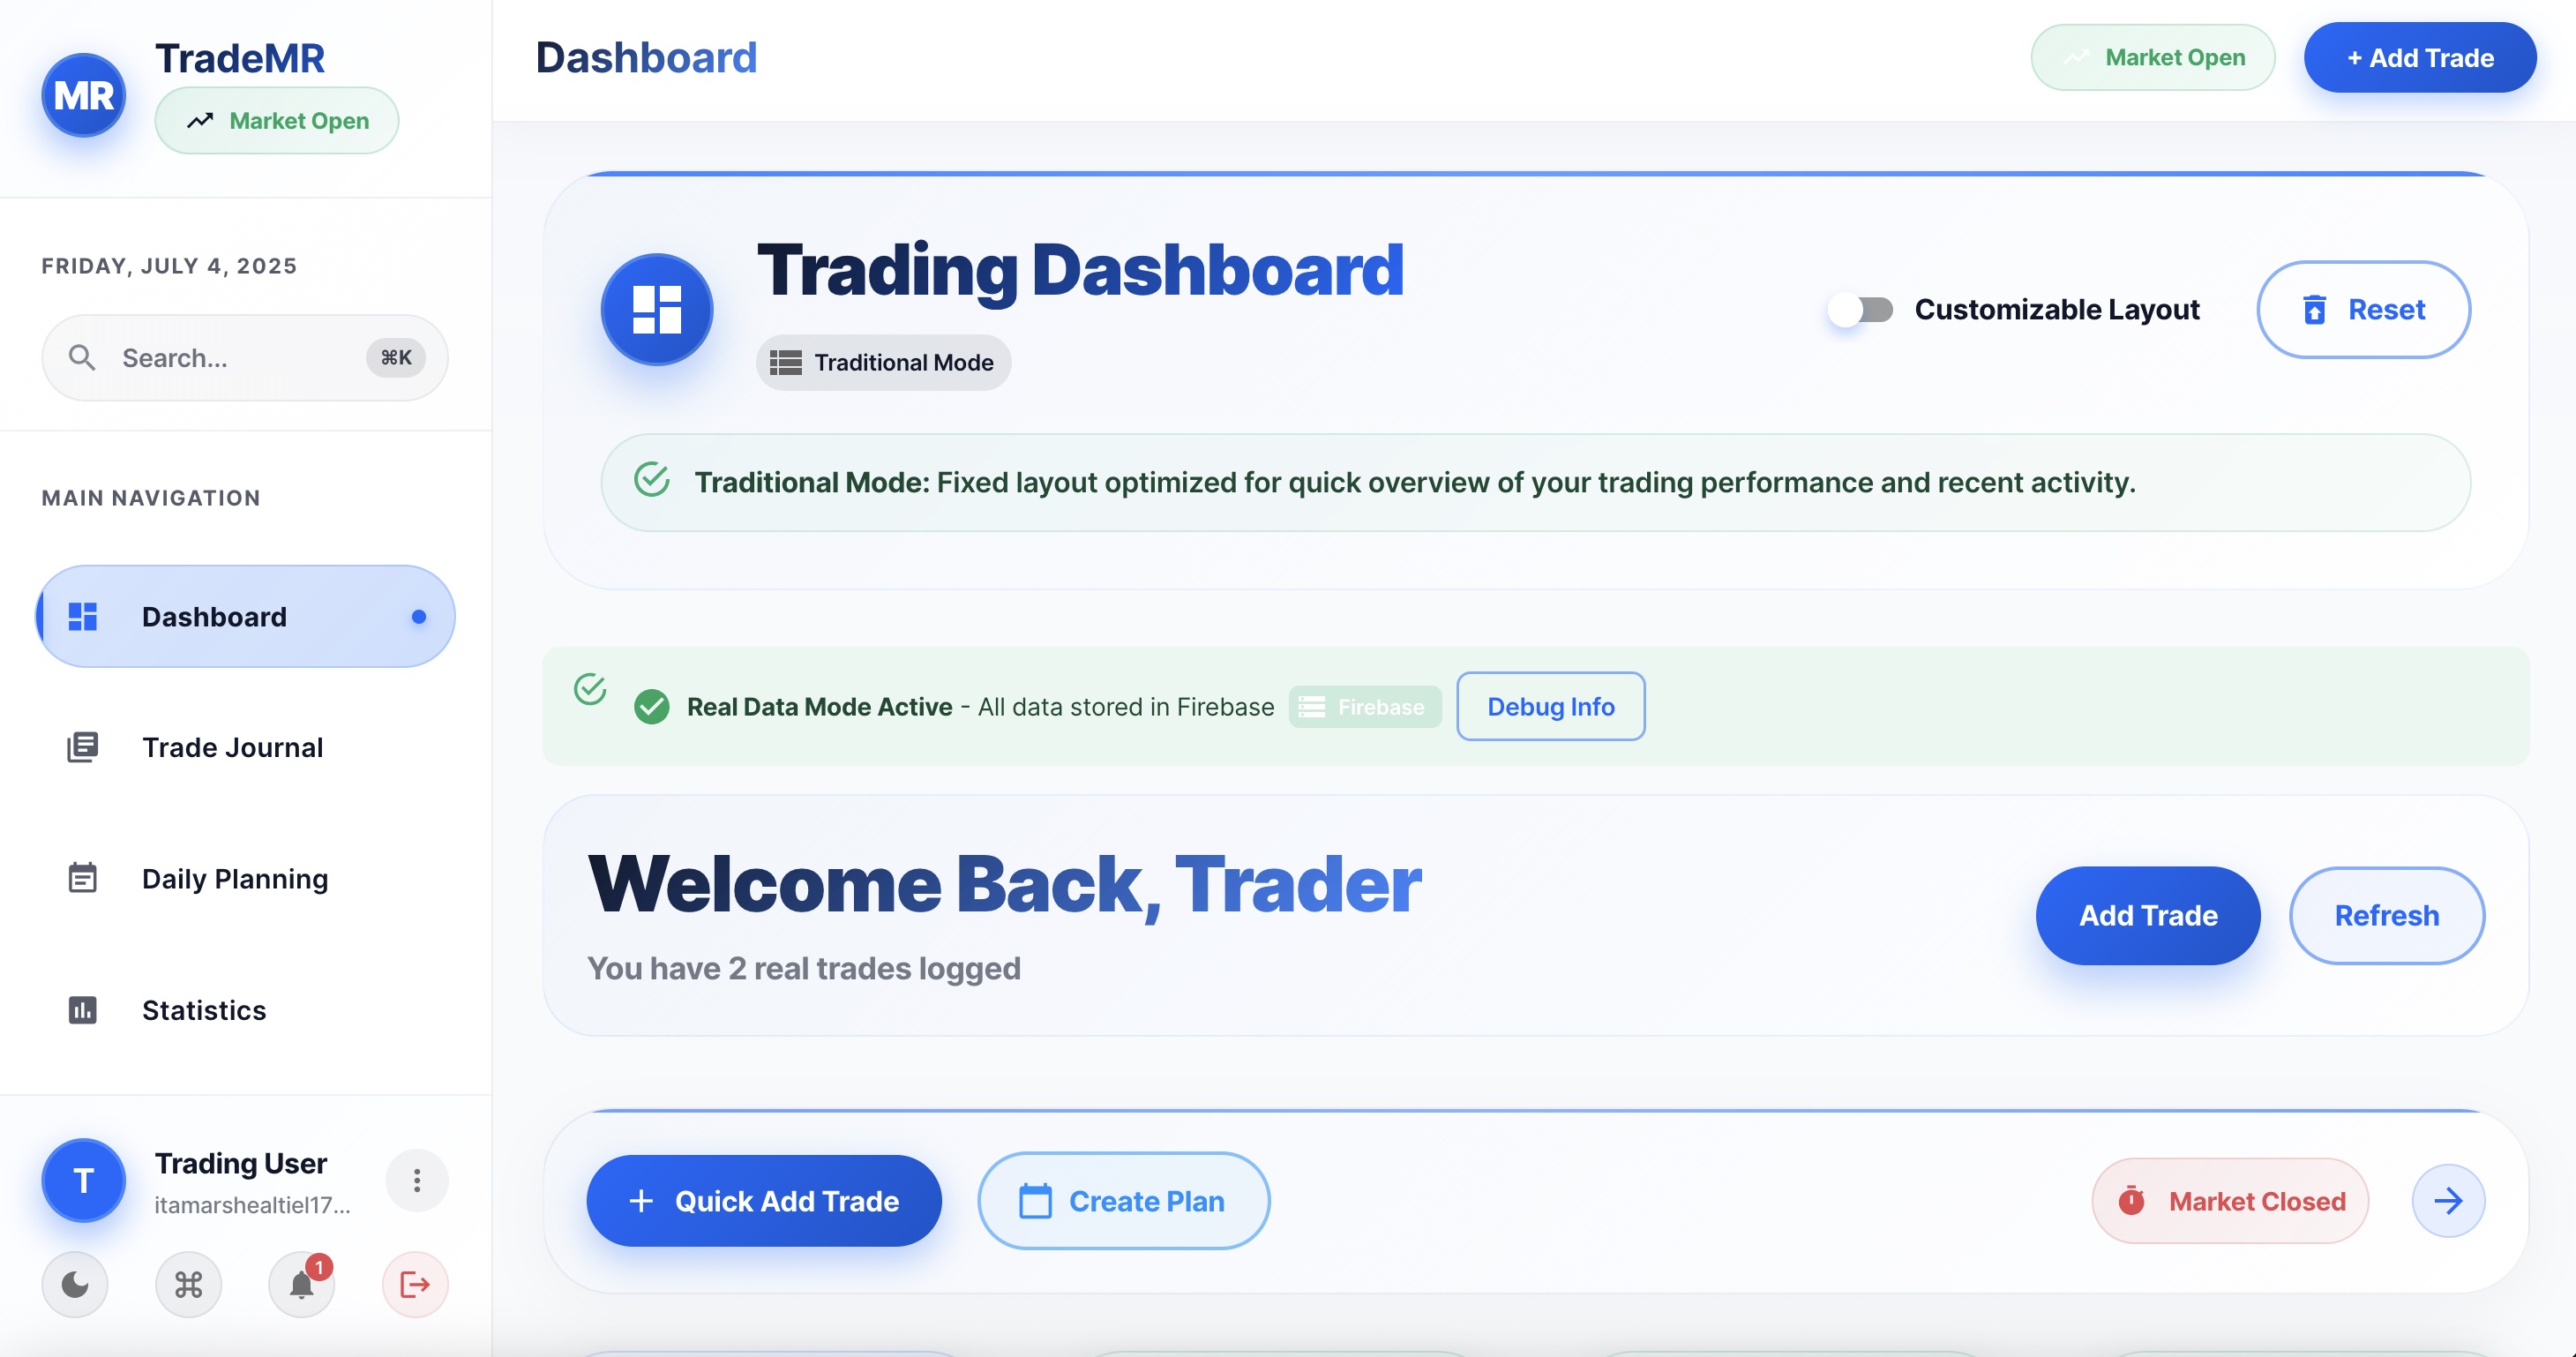 MR
TradeMR
Market Open
FRIDAY, JULY 4, 2025
Search... ⌘K
MAIN NAVIGATION
Dashboard
Trade Journal
Daily Planning
Statistics
T
Trading User
itamarshealtiel17...
1
Dashboard
Market Open
+ Add Trade
Trading Dashboard
Traditional Mode
Customizable Layout
Reset
Traditional Mode: Fixed layout optimized for quick overview of your trading performance and recent activity.
Real Data Mode Active - All data stored in Firebase Firebase Debug Info
Welcome Back, Trader
You have 2 real trades logged
Add Trade
Refresh
Quick Add Trade
Create Plan
Market Closed